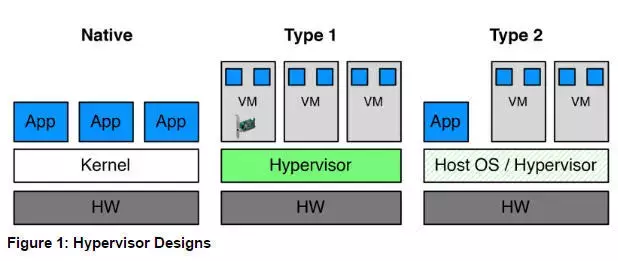 Native
App App App
Kernel
HW
Type 1
VM VM VM
Hypervisor
HW
Type 2
App VM VM
Host OS / Hypervisor
HW
Figure 1: Hypervisor Designs